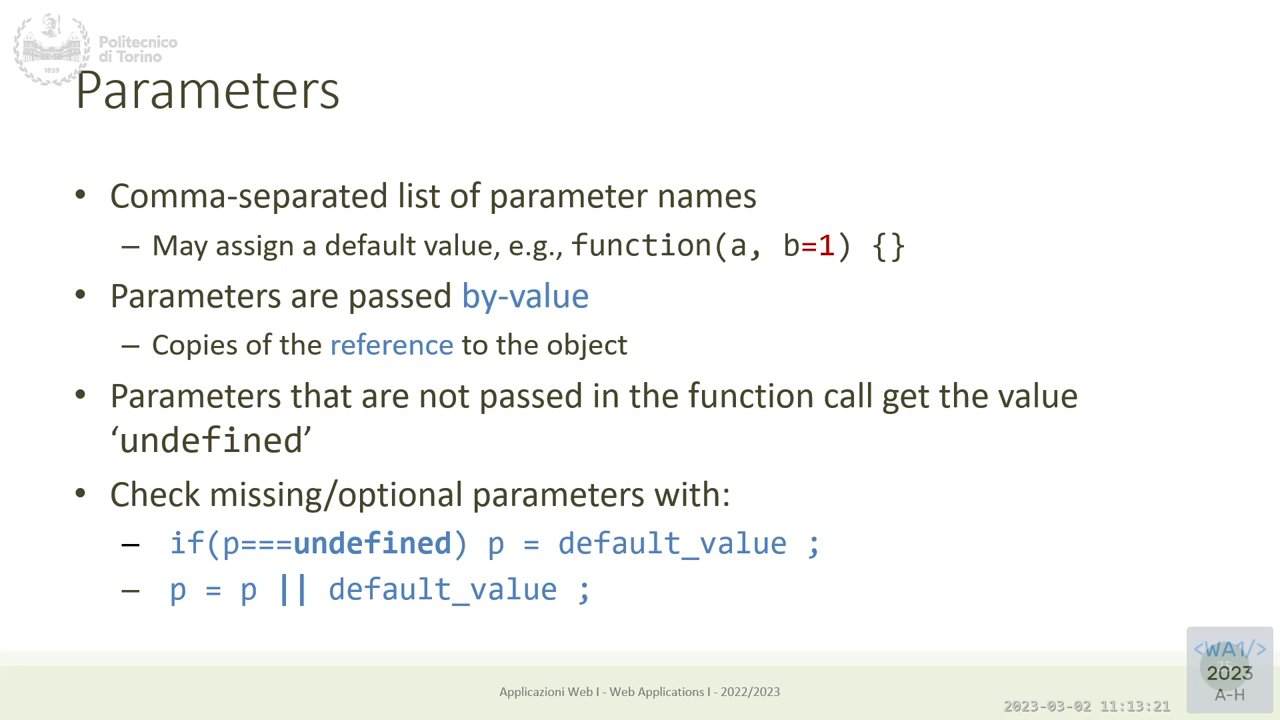 Politecnico
di Torino
1859
Parameters
• Comma-separated list of parameter names
– May assign a default value, e.g., function(a, b=1) {}
• Parameters are passed by-value
– Copies of the reference to the object
• Parameters that are not passed in the function call get the value
‘undefined’
• Check missing/optional parameters with:
– if(p===undefined) p = default_value ;
– p = p || default_value ;
Applicazioni Web I - Web Applications I - 2022/2023
2023-03-02 11:13:21
<WA1/>
2023
A-H